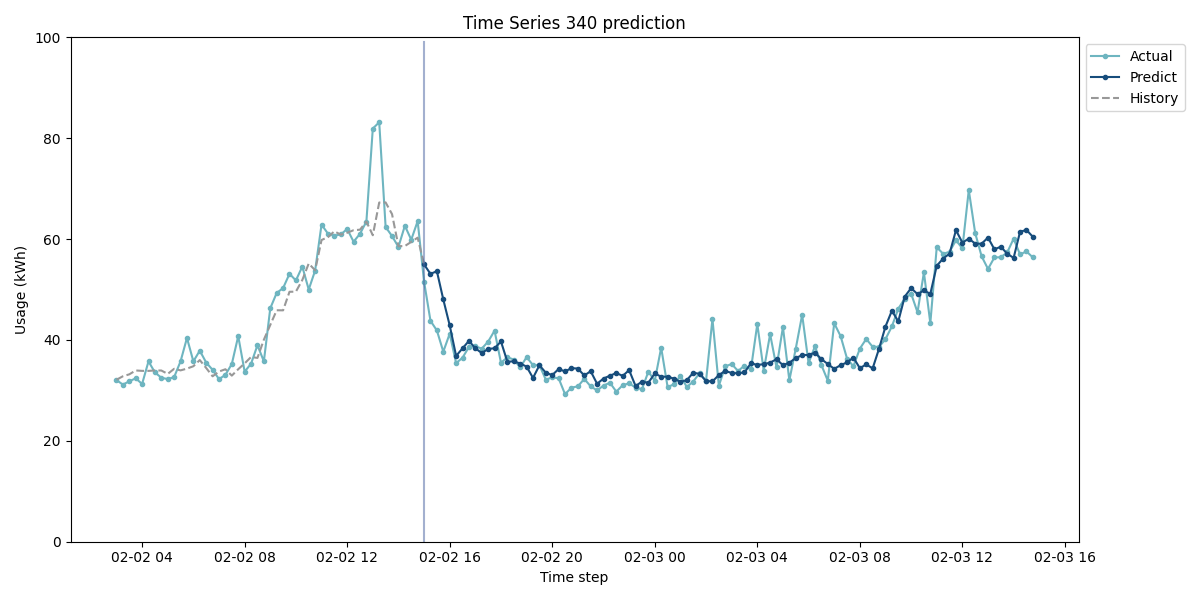 Time Series 340 prediction
100
80
60
40
20
0
Usage (kWh)
02-02 04 02-02 08 02-02 12 02-02 16 02-02 20 02-03 00 02-03 04 02-03 08 02-03 12 02-03 16
Time step
Actual
Predict
History